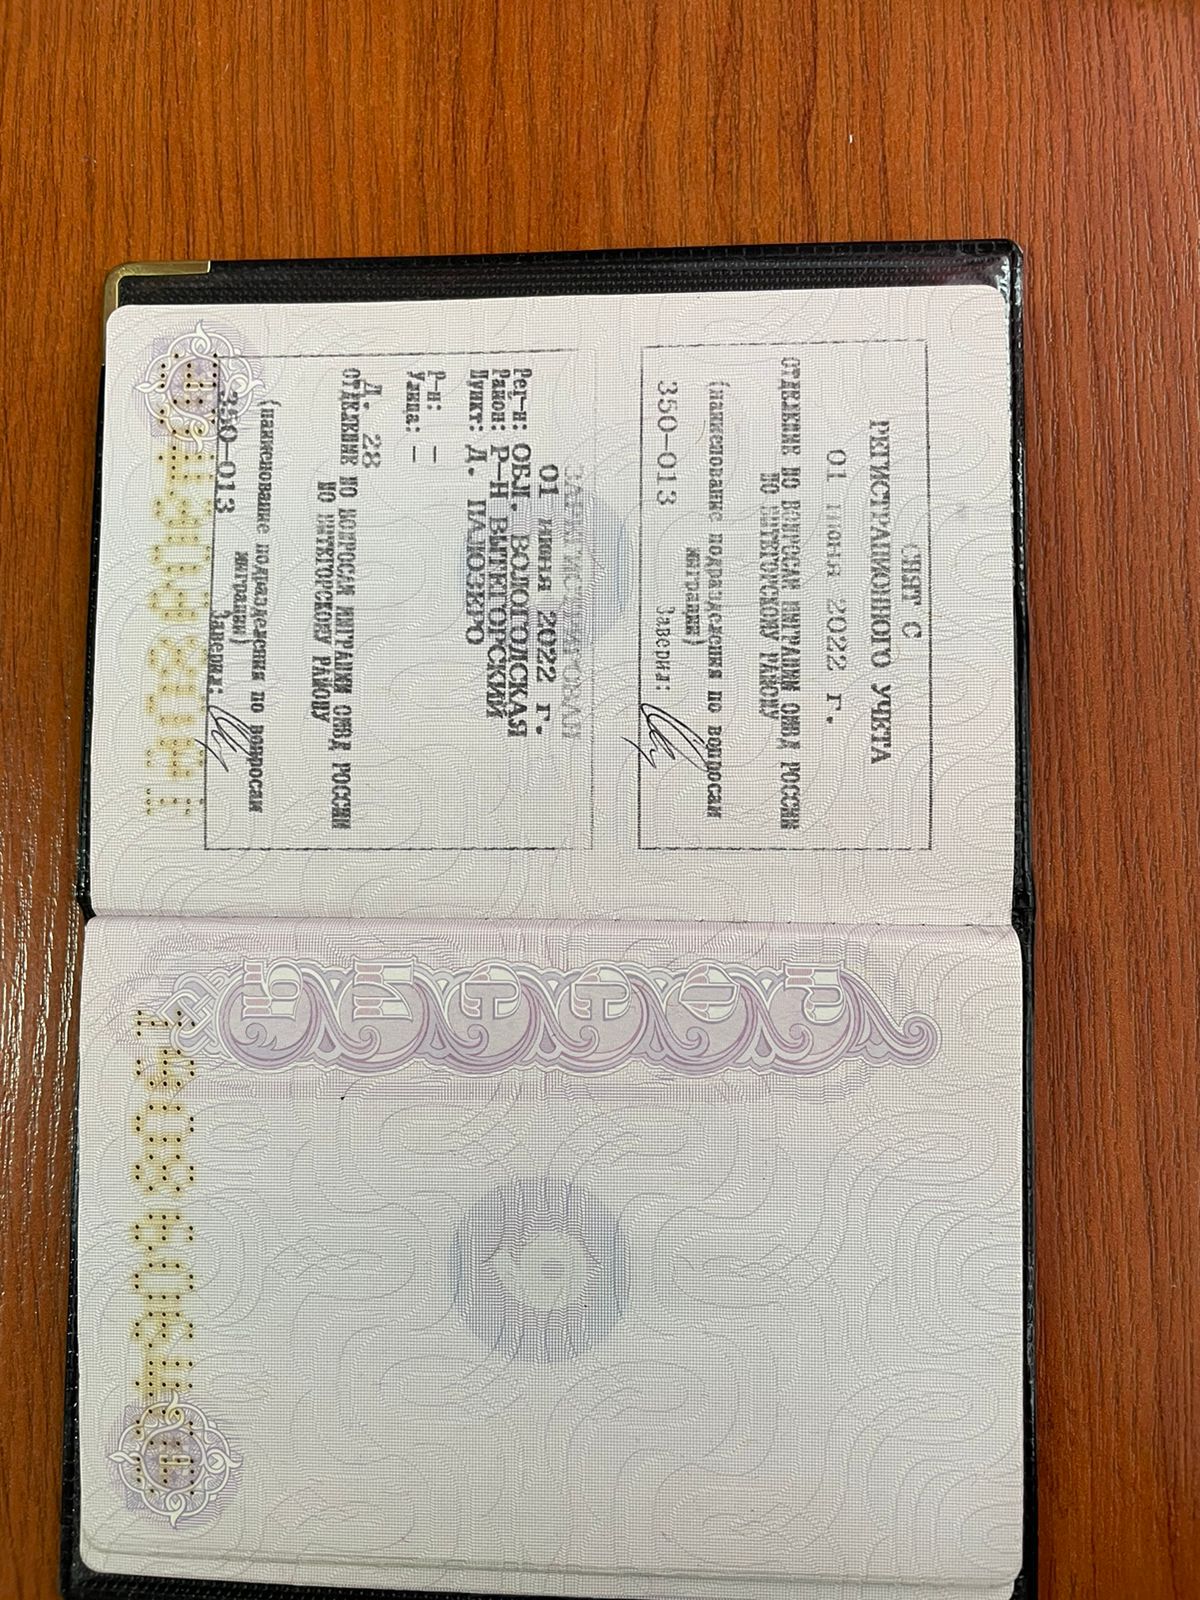 СНЯТ С
РЕГИСТРАЦИОННОГО УЧЕТА
01 июня 2022 г.
ОТДЕЛЕНИЕ ПО ВОПРОСАМ МИГРАЦИИ ОМВД РОССИИ
ПО ВЫТЕГОРСКОМУ РАЙОНУ
(наименование подразделения по вопросам
миграции)
350-013 Заверил:
ЗАРЕГИСТРИРОВАН
01 июня 2022 г.
Рег-н: ОБЛ. ВОЛОГОДСКАЯ
Район: Р-Н ВЫТЕГОРСКИЙ
Пункт: Д. ПАЛОЗЕРО
Р-н: —
Улица: —
Д. 28
ОТДЕЛЕНИЕ ПО ВОПРОСАМ МИГРАЦИИ ОМВД РОССИИ
ПО ВЫТЕГОРСКОМУ РАЙОНУ
(наименование подразделения по вопросам
миграции)
350-013 Заверил: